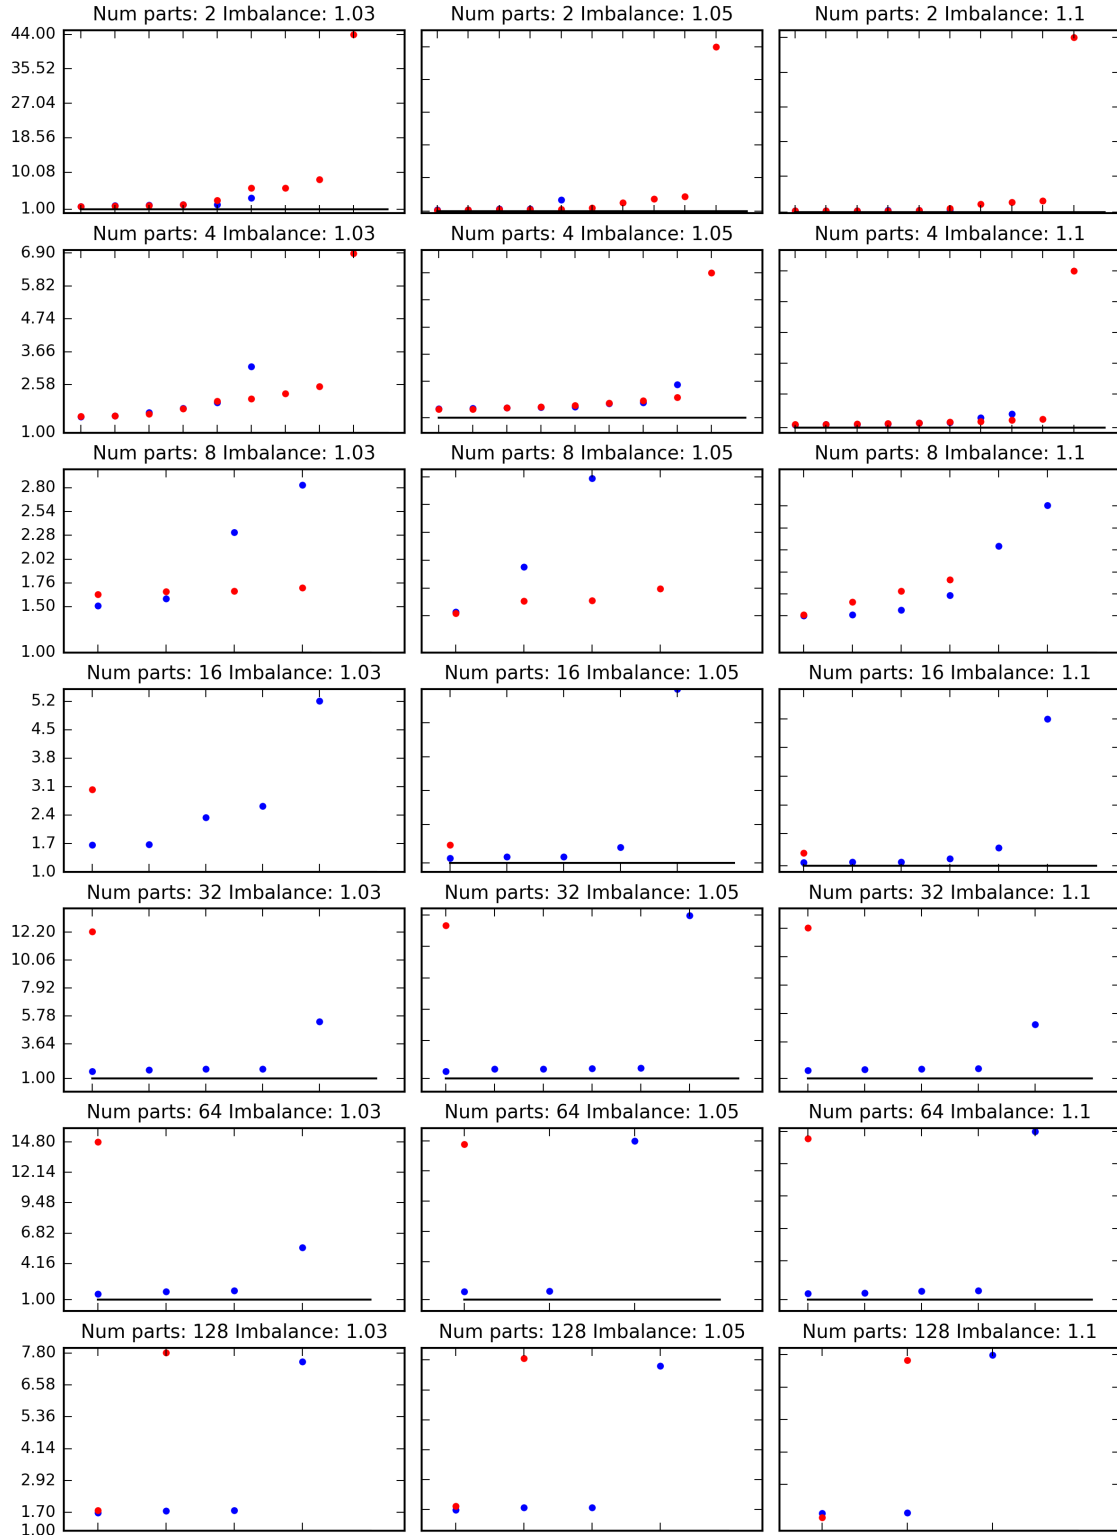 Num parts: 2 Imbalance: 1.03
Num parts: 2 Imbalance: 1.05
Num parts: 2 Imbalance: 1.1
44.00
35.52
27.04
18.56
10.08
1.00
Num parts: 4 Imbalance: 1.03
Num parts: 4 Imbalance: 1.05
Num parts: 4 Imbalance: 1.1
6.90
5.82
4.74
3.66
2.58
1.00
Num parts: 8 Imbalance: 1.03
Num parts: 8 Imbalance: 1.05
Num parts: 8 Imbalance: 1.1
2.80
2.54
2.28
2.02
1.76
1.50
1.00
Num parts: 16 Imbalance: 1.03
Num parts: 16 Imbalance: 1.05
Num parts: 16 Imbalance: 1.1
5.2
4.5
3.8
3.1
2.4
1.7
1.0
Num parts: 32 Imbalance: 1.03
Num parts: 32 Imbalance: 1.05
Num parts: 32 Imbalance: 1.1
12.20
10.06
7.92
5.78
3.64
1.00
Num parts: 64 Imbalance: 1.03
Num parts: 64 Imbalance: 1.05
Num parts: 64 Imbalance: 1.1
14.80
12.14
9.48
6.82
4.16
1.00
Num parts: 128 Imbalance: 1.03
Num parts: 128 Imbalance: 1.05
Num parts: 128 Imbalance: 1.1
7.80
6.58
5.36
4.14
2.92
1.70
1.00